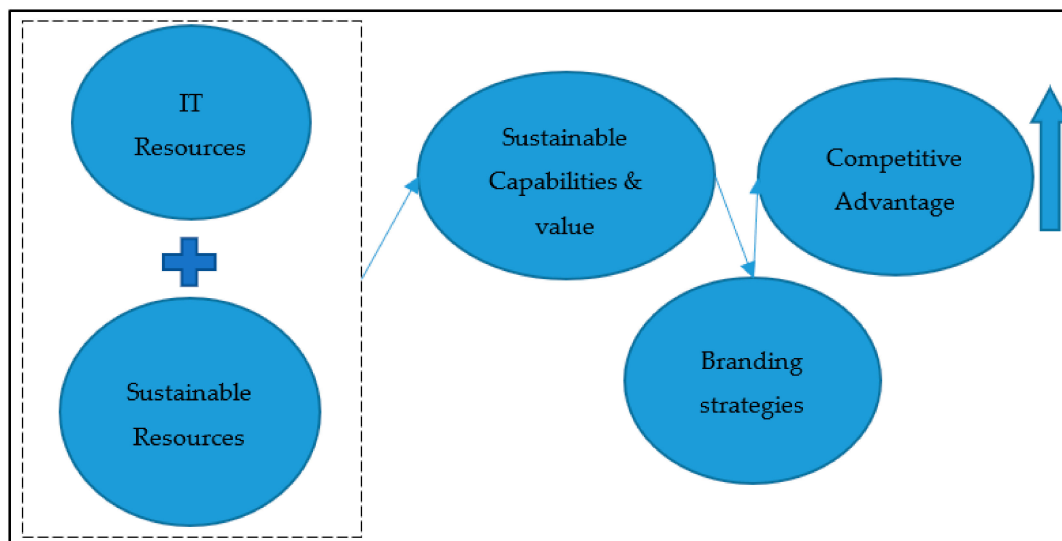 IT
Resources
Sustainable
Resources
Sustainable
Capabilities &
value
Branding
strategies
Competitive
Advantage